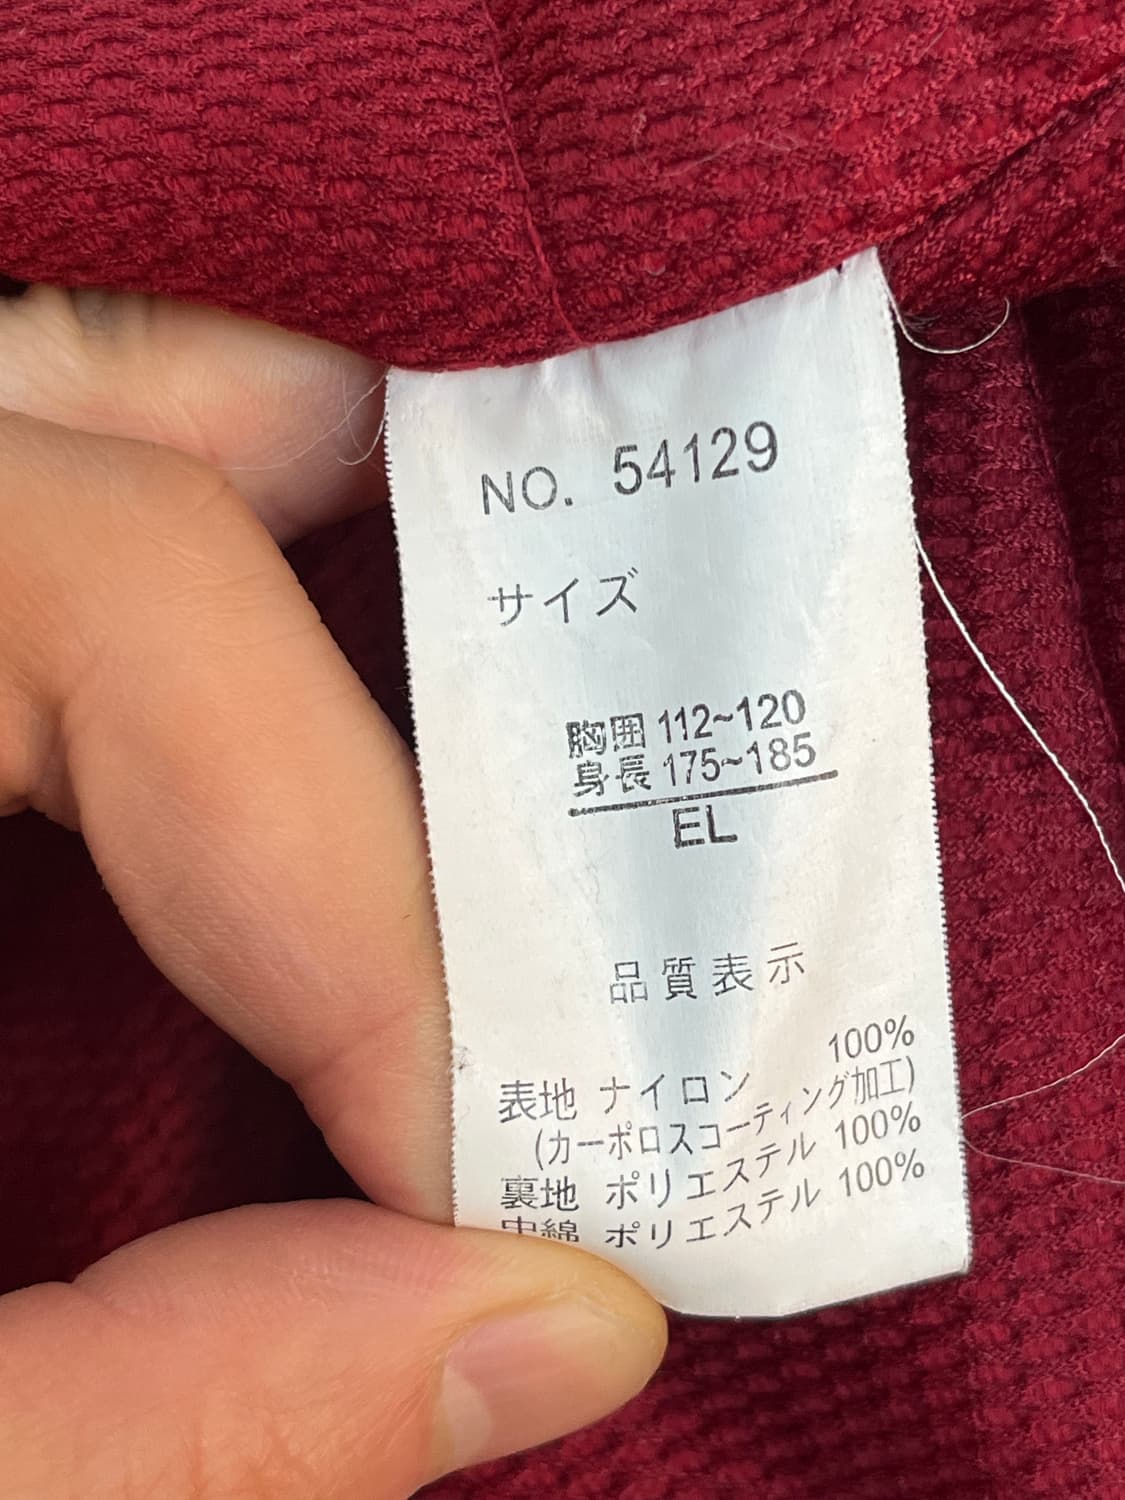 NO. 54129
サイズ
胸囲 112~120
身長 175~185
EL
品質表示
表地 ナイロン 100%
(カーポロスコーティング加工)
裏地 ポリエステル 100%
中綿 ポリエステル 100%